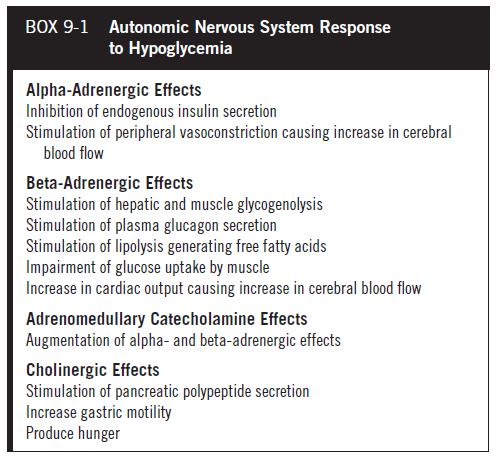 BOX 9-1 Autonomic Nervous System Response
to Hypoglycemia
Alpha-Adrenergic Effects
Inhibition of endogenous insulin secretion
Stimulation of peripheral vasoconstriction causing increase in cerebral
blood flow
Beta-Adrenergic Effects
Stimulation of hepatic and muscle glycogenolysis
Stimulation of plasma glucagon secretion
Stimulation of lipolysis generating free fatty acids
Impairment of glucose uptake by muscle
Increase in cardiac output causing increase in cerebral blood flow
Adrenomedullary Catecholamine Effects
Augmentation of alpha- and beta-adrenergic effects
Cholinergic Effects
Stimulation of pancreatic polypeptide secretion
Increase gastric motility
Produce hunger